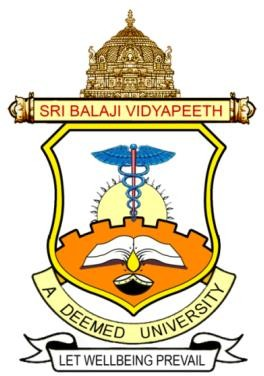 SRI BALAJI VIDYAPEETH
A DEEMED UNIVERSITY
LET WELLBEING PREVAIL